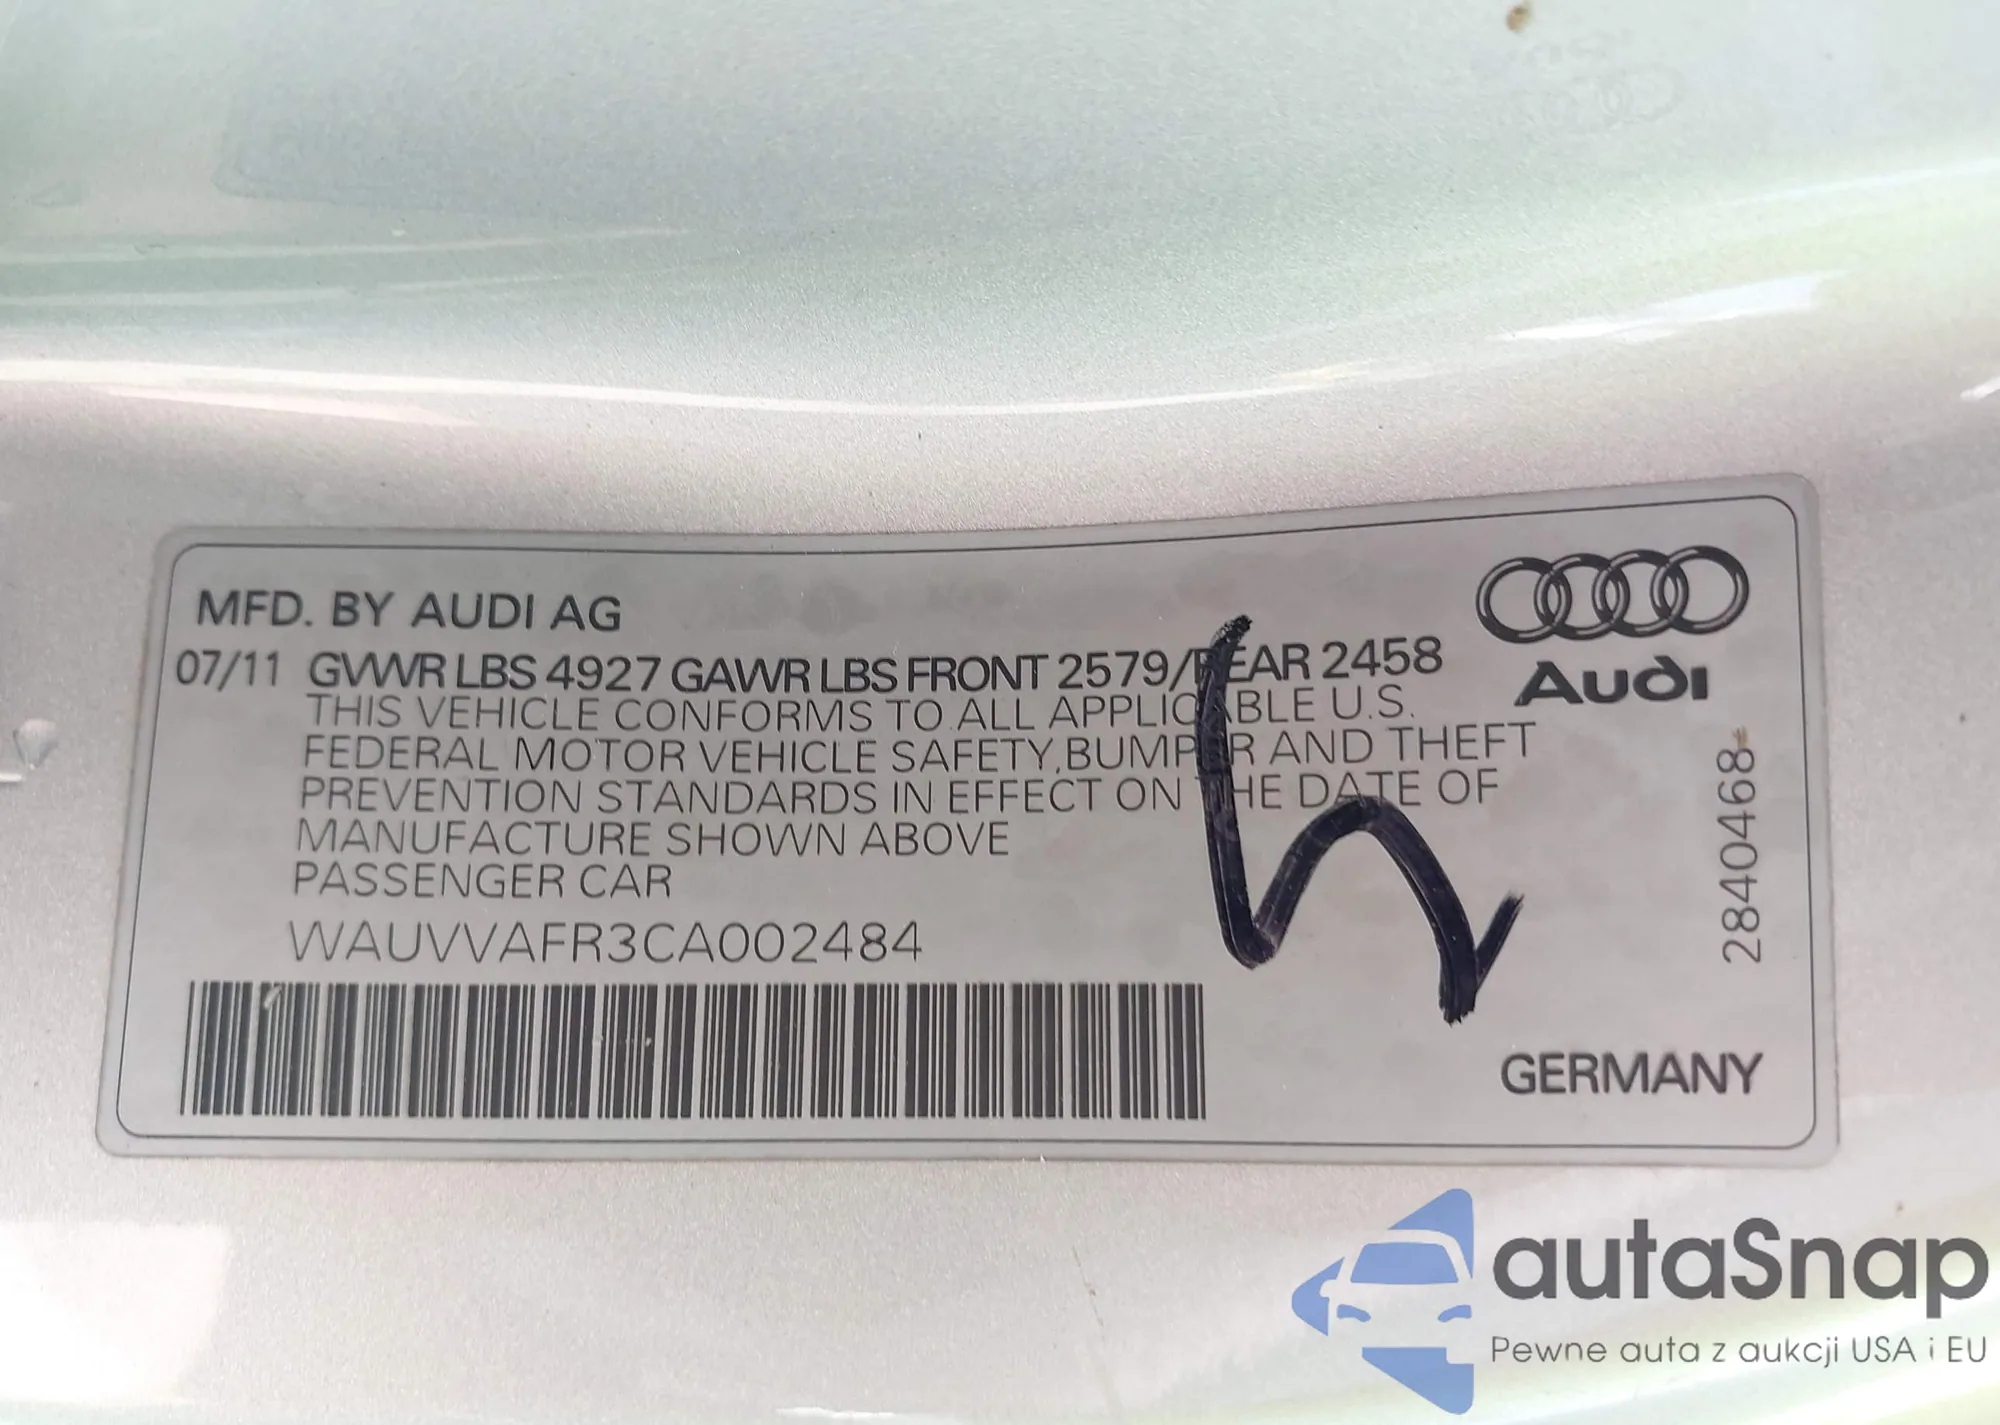 MFD. BY AUDI AG
07/11 GVWR LBS 4927 GAWR LBS FRONT 2579/REAR 2458
THIS VEHICLE CONFORMS TO ALL APPLICABLE U.S.
FEDERAL MOTOR VEHICLE SAFETY, BUMPER AND THEFT
PREVENTION STANDARDS IN EFFECT ON THE DATE OF
MANUFACTURE SHOWN ABOVE
PASSENGER CAR
WAUVVAFR3CA002484
Audi
2840468
GERMANY
autaSnap
Pewne auta z aukcji USA i EU